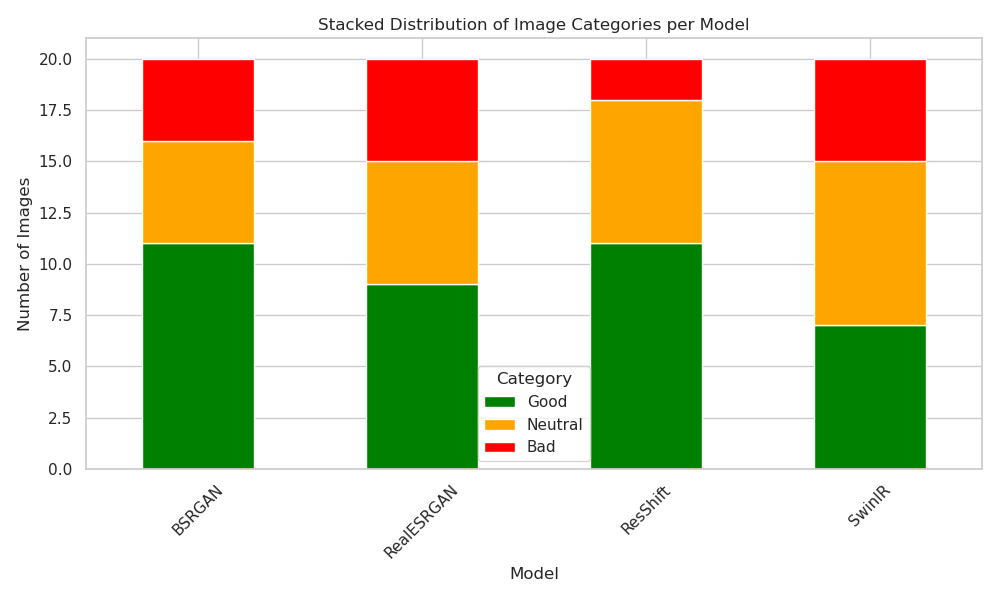 Stacked Distribution of Image Categories per Model
Number of Images
20.0
17.5
15.0
12.5
10.0
7.5
5.0
2.5
0.0
Category
Good
Neutral
Bad
BSRGAN
RealESRGAN
ResShift
SwinIR
Model